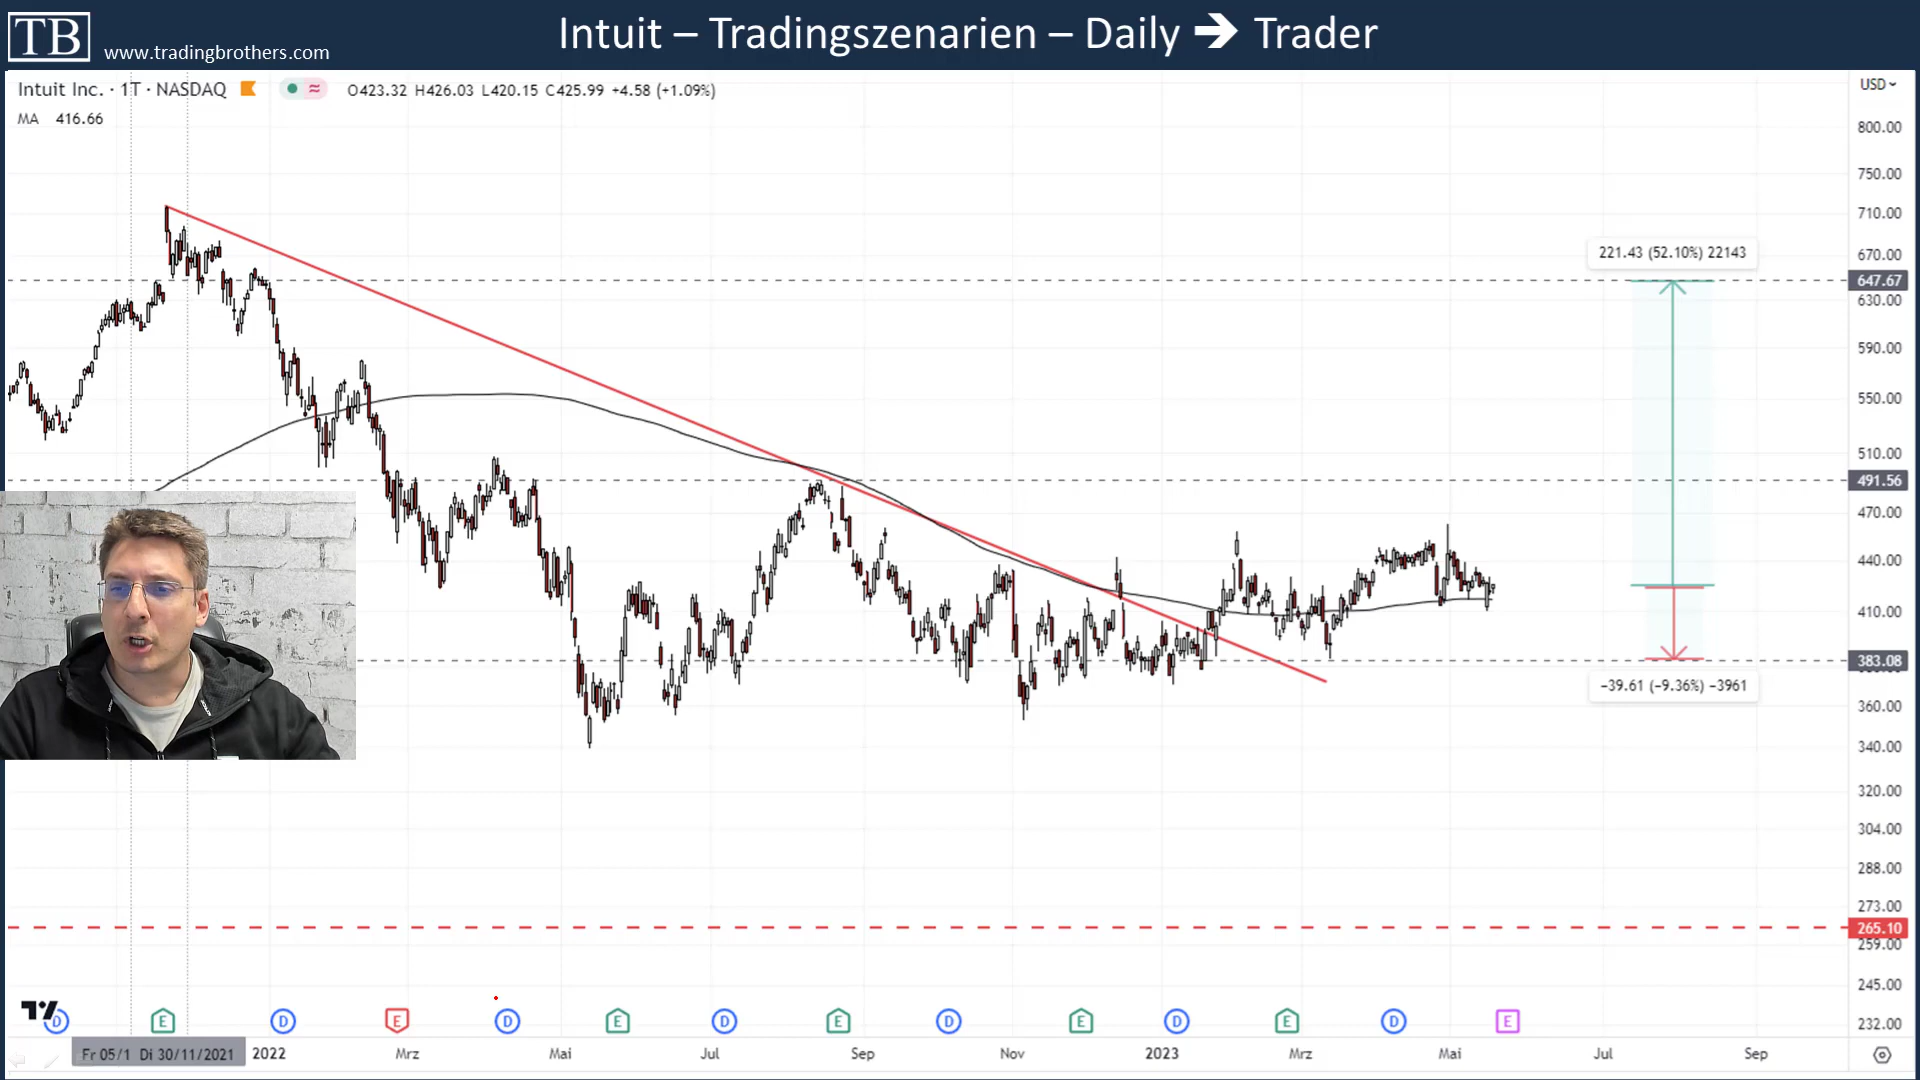 TB www.tradingbrothers.com
Intuit – Tradingszenarien – Daily → Trader
Intuit Inc. · 1T · NASDAQ O423.32 H426.03 L420.15 C425.99 +4.58 (+1.09%)
USD
MA 416.66
800.00
750.00
710.00
221.43 (52.10%) 22143
670.00
647.67
630.00
590.00
550.00
510.00
491.56
470.00
440.00
410.00
383.08
−39.61 (−9.36%) −3961
360.00
340.00
320.00
304.00
288.00
273.00
265.10
259.00
245.00
232.00
D E D E D E D E D E D E D E
Fr 05/1 Di 30/11/2021 2022 Mrz Mai Jul Sep Nov 2023 Mrz Mai Jul Sep